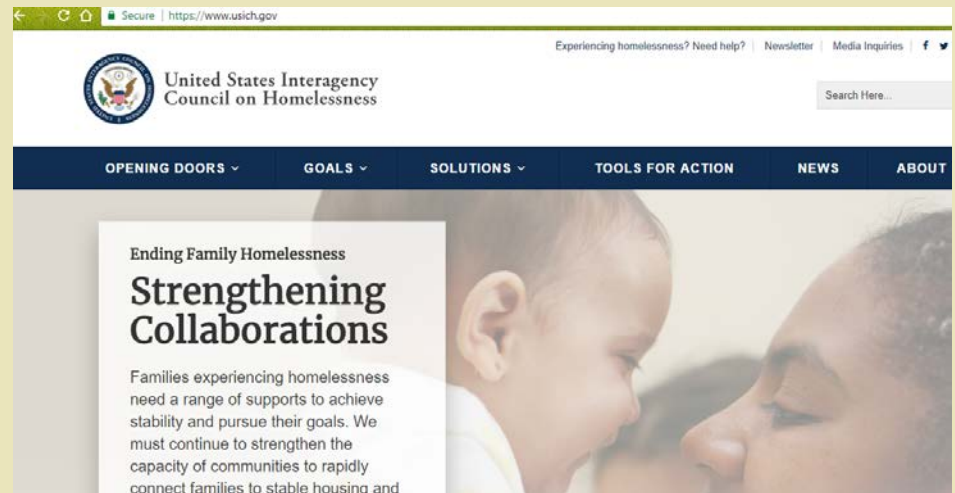 Secure | https://www.usich.gov
Experiencing homelessness? Need help? | Newsletter | Media Inquiries |
United States Interagency
Council on Homelessness
Search Here...
OPENING DOORS GOALS SOLUTIONS TOOLS FOR ACTION NEWS ABOUT
Ending Family Homelessness
Strengthening
Collaborations
Families experiencing homelessness
need a range of supports to achieve
stability and pursue their goals. We
must continue to strengthen the
capacity of communities to rapidly
connect families to stable housing and